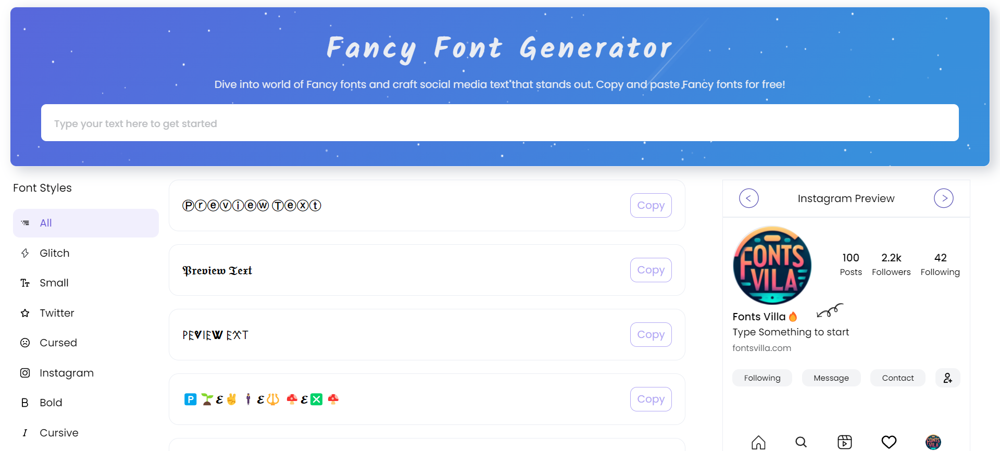 Fancy Font Generator
Dive into world of Fancy fonts and craft social media text that stands out. Copy and paste Fancy fonts for free!
Type your text here to get started
Font Styles
All
Glitch
Small
Twitter
Cursed
Instagram
Bold
Cursive
Ⓟⓡⓔⓥⓘⓔⓦ Ⓣⓔⓧⓣ
Copy
𝕻𝖗𝖊𝖛𝖎𝖊𝖜 𝕿𝖊𝖝𝖙
Copy
Copy
🅿️ 🌱 𝞮 ✌️ 🕴️ 𝞮 🔱 🍄 𝞮 ❎ 🍄
Copy
Instagram Preview
FONTS
VILA
100
Posts
2.2k
Followers
42
Following
Fonts Villa 🔥
Type Something to start
fontsvilla.com
Following
Message
Contact
FONTS
VILA